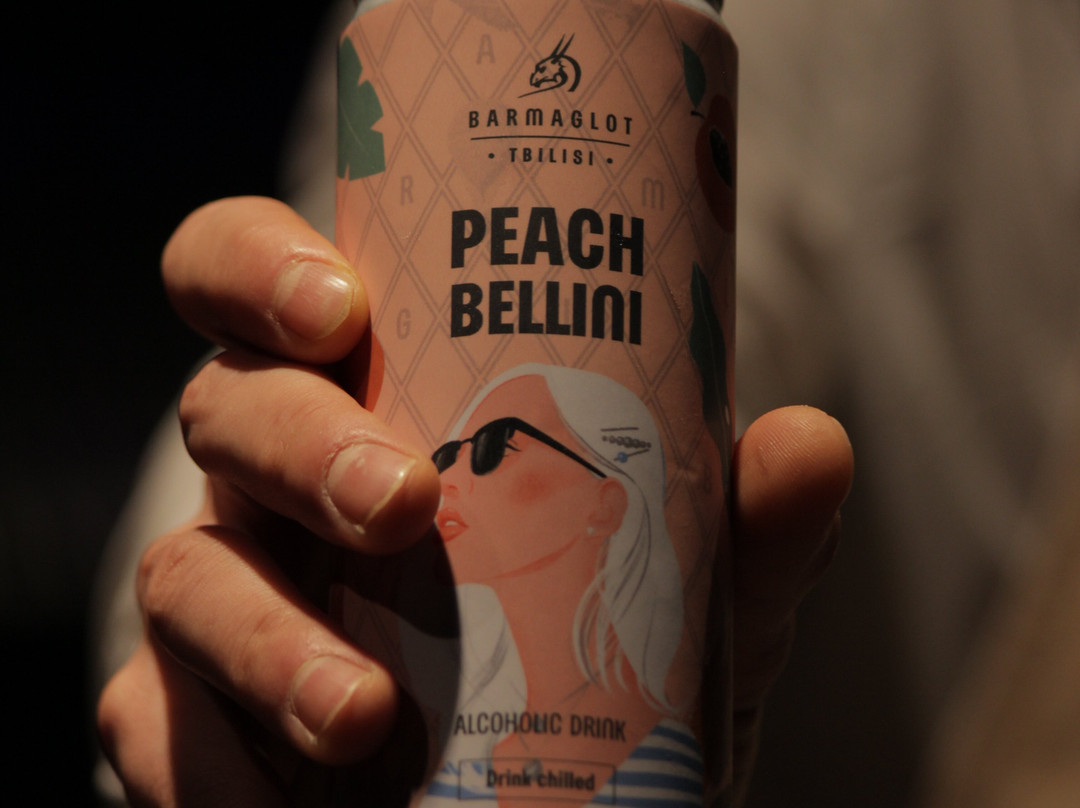 A
BARMAGLOT
• TBILISI •
R
M
PEACH
BELLINI
G
ALCOHOLIC DRINK
Drink chilled